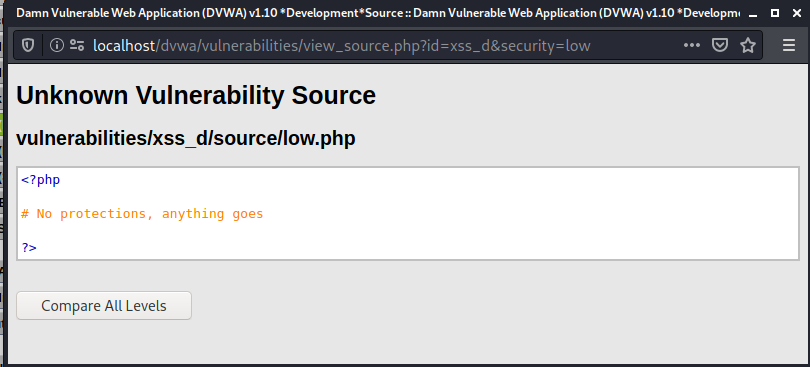 Damn Vulnerable Web Application (DVWA) v1.10 *Development*Source :: Damn Vulnerable Web Application (DVWA) v1.10 *Developme
localhost/dvwa/vulnerabilities/view_source.php?id=xss_d&security=low
Unknown Vulnerability Source
vulnerabilities/xss_d/source/low.php
<?php
# No protections, anything goes
?>
Compare All Levels